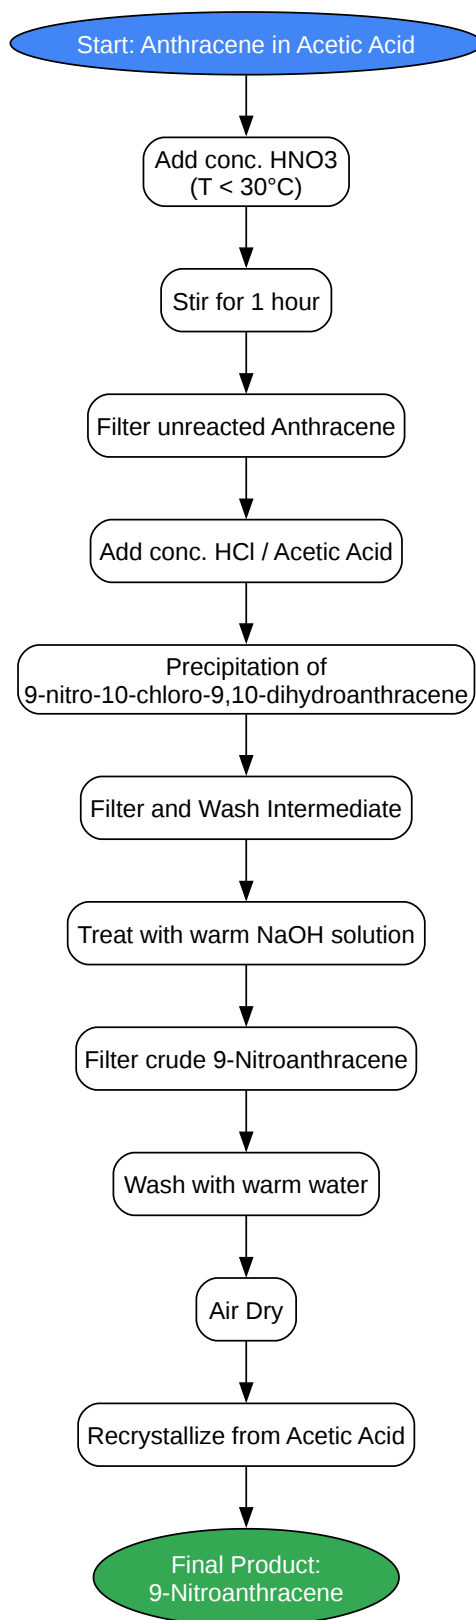 Start: Anthracene in Acetic Acid
Add conc. HNO3
(T < 30°C)
Stir for 1 hour
Filter unreacted Anthracene
Add conc. HCl / Acetic Acid
Precipitation of
9-nitro-10-chloro-9,10-dihydroanthracene
Filter and Wash Intermediate
Treat with warm NaOH solution
Filter crude 9-Nitroanthracene
Wash with warm water
Air Dry
Recrystallize from Acetic Acid
Final Product:
9-Nitroanthracene